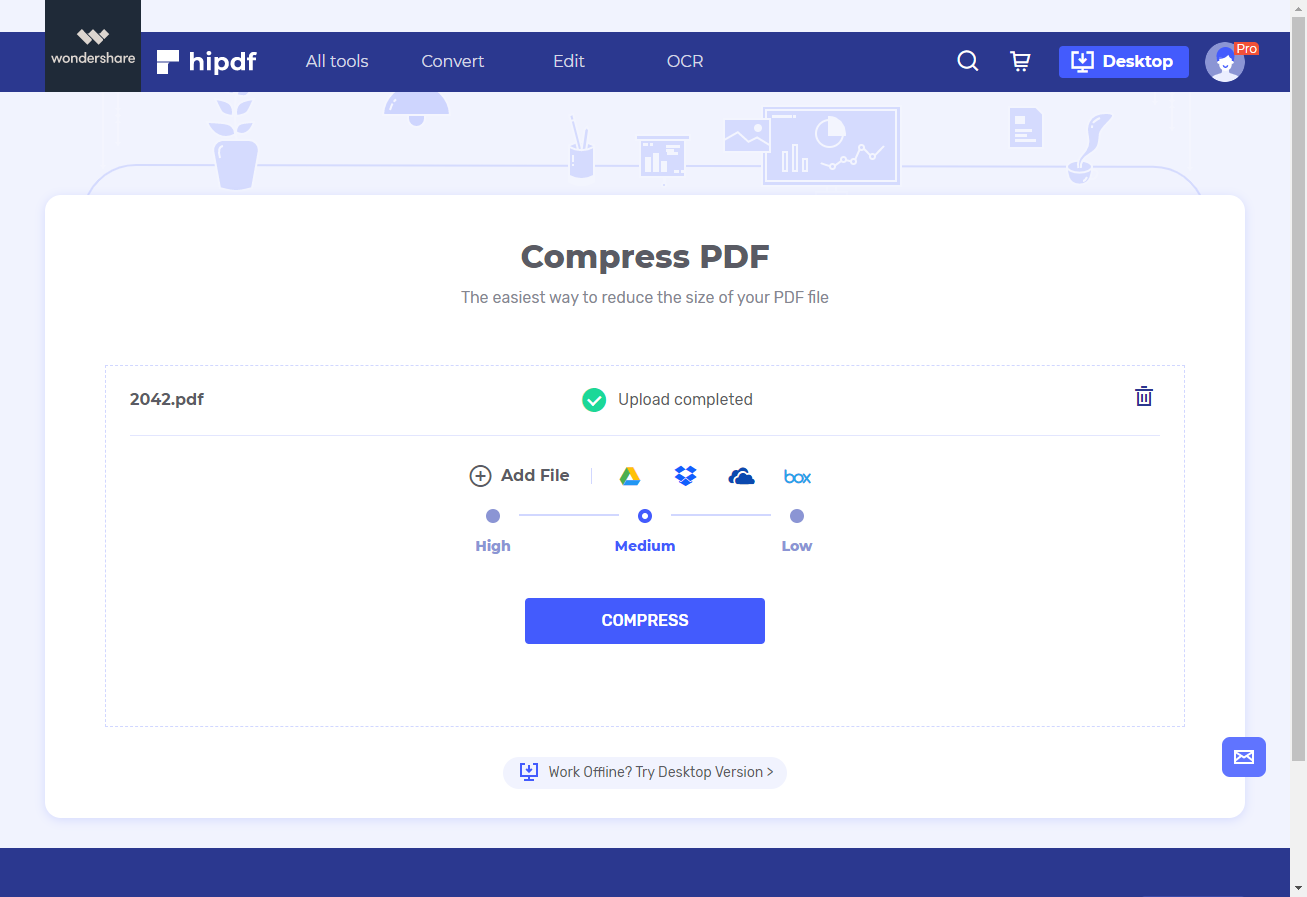 wondershare
hipdf
All tools
Convert
Edit
OCR
Desktop
Pro
Compress PDF
The easiest way to reduce the size of your PDF file
2042.pdf
Upload completed
Add File
box
High
Medium
Low
COMPRESS
Work Offline? Try Desktop Version >